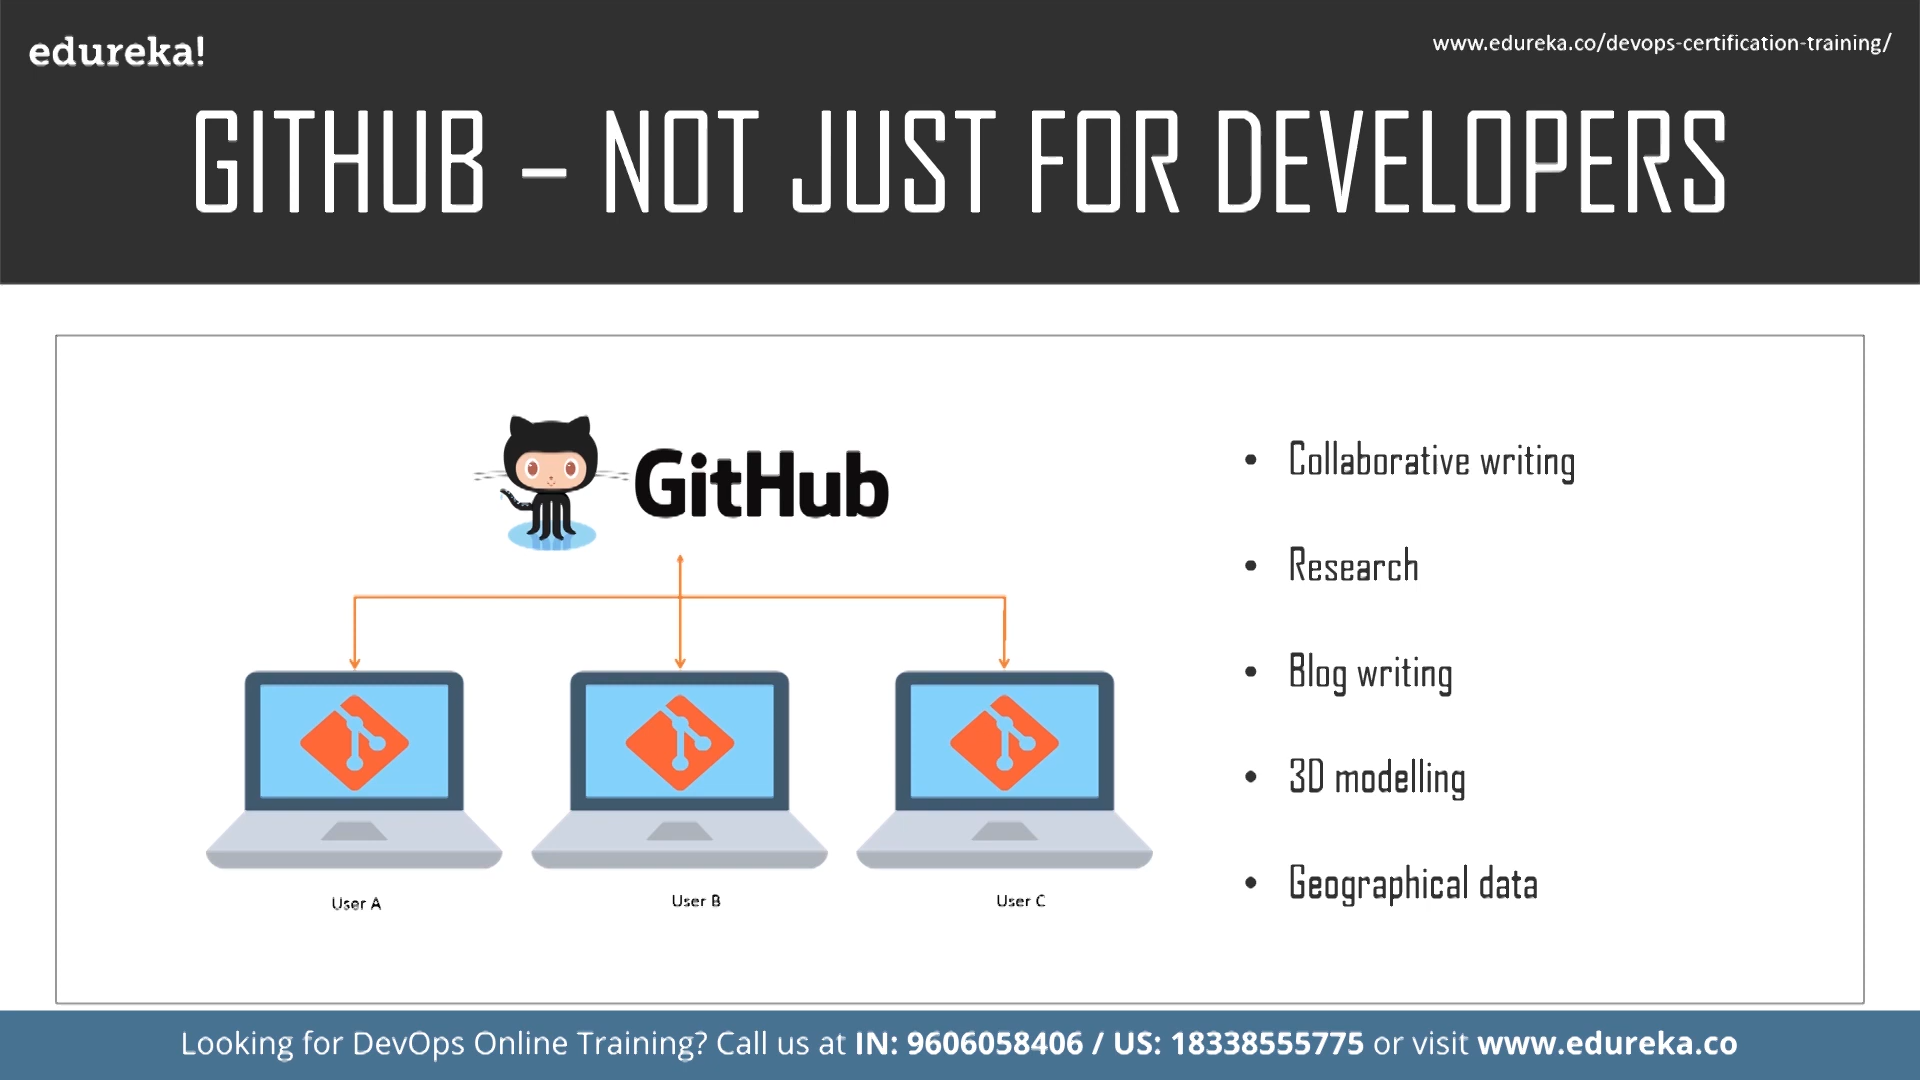 edureka!
www.edureka.co/devops-certification-training/
GITHUB – NOT JUST FOR DEVELOPERS
GitHub
User A
User B
User C
• Collaborative writing
• Research
• Blog writing
• 3D modelling
• Geographical data
Looking for DevOps Online Training? Call us at IN: 9606058406 / US: 18338555775 or visit www.edureka.co